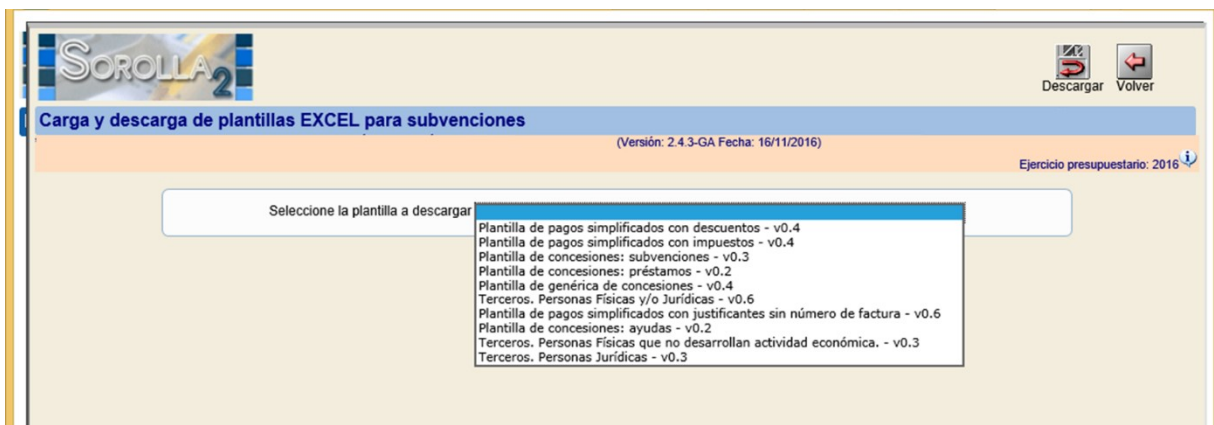 SOROLLA2
Descargar Volver
Carga y descarga de plantillas EXCEL para subvenciones
(Versión: 2.4.3-GA Fecha: 16/11/2016)
Ejercicio presupuestario: 2016
Seleccione la plantilla a descargar
Plantilla de pagos simplificados con descuentos - v0.4
Plantilla de pagos simplificados con impuestos - v0.4
Plantilla de concesiones: subvenciones - v0.3
Plantilla de concesiones: préstamos - v0.2
Plantilla de genérica de concesiones - v0.4
Terceros. Personas Físicas y/o Jurídicas - v0.6
Plantilla de pagos simplificados con justificantes sin número de factura - v0.6
Plantilla de concesiones: ayudas - v0.2
Terceros. Personas Físicas que no desarrollan actividad económica. - v0.3
Terceros. Personas Jurídicas - v0.3